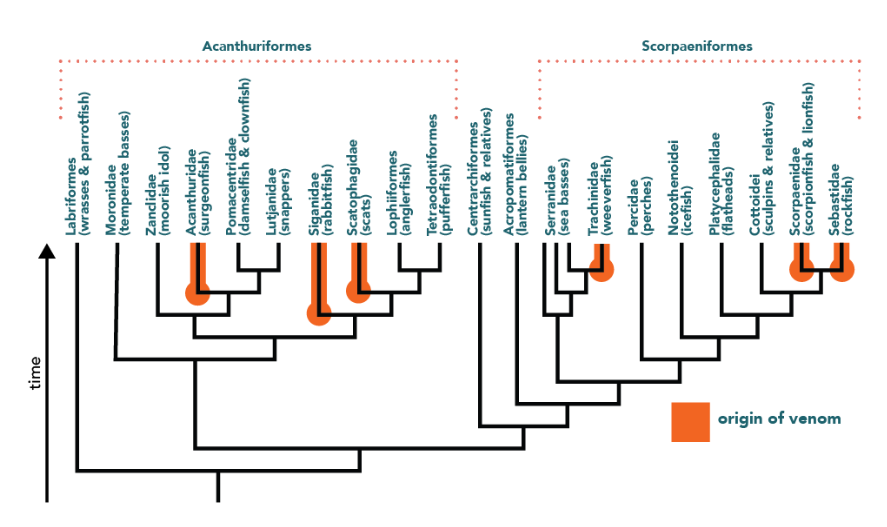 Acanthuriformes
Scorpaeniformes
Labriformes
(wrasses & parrotfish)
Moronidae
(temperate basses)
Zanclidae
(moorish idol)
Acanthuridae
(surgeonfish)
Pomacentridae
(damselfish & clownfish)
Lutjanidae
(snappers)
Siganidae
(rabbitfish)
Scatophagidae
(scats)
Lophiiformes
(anglerfish)
Tetraodontiformes
(pufferfish)
Centrarchiformes
(sunfish & relatives)
Acropomatiformes
(lantern bellies)
Serranidae
(sea basses)
Trachinidae
(weeverfish)
Percidae
(perches)
Notothenoidei
(icefish)
Platycephalidae
(flatheads)
Cottoidei
(sculpins & relatives)
Scorpaenidae
(scorpionfish & lionfish)
Sebastidae
(rockfish)
time
origin of venom